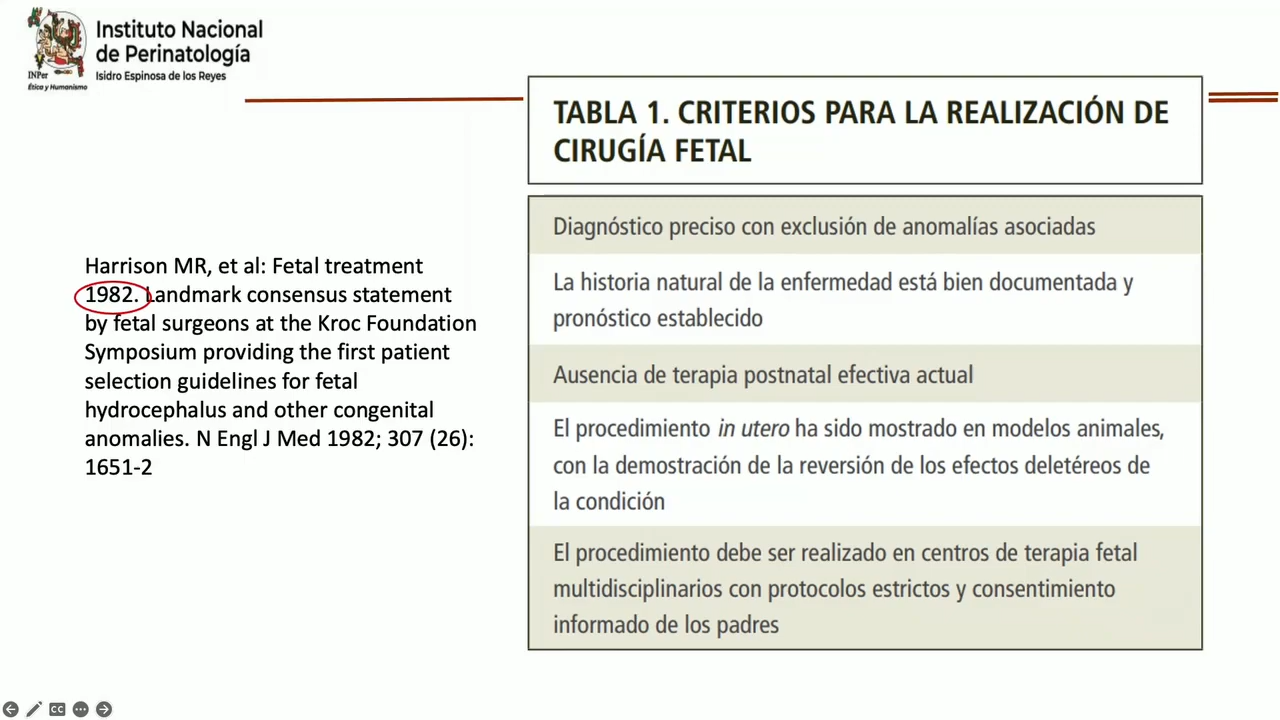 Instituto Nacional
de Perinatología
Isidro Espinosa de los Reyes
INPer
Ética y Humanismo
TABLA 1. CRITERIOS PARA LA REALIZACIÓN DE
CIRUGÍA FETAL
Harrison MR, et al: Fetal treatment
1982. Landmark consensus statement
by fetal surgeons at the Kroc Foundation
Symposium providing the first patient
selection guidelines for fetal
hydrocephalus and other congenital
anomalies. N Engl J Med 1982; 307 (26):
1651-2
Diagnóstico preciso con exclusión de anomalías asociadas
La historia natural de la enfermedad está bien documentada y
pronóstico establecido
Ausencia de terapia postnatal efectiva actual
El procedimiento in utero ha sido mostrado en modelos animales,
con la demostración de la reversión de los efectos deletéreos de
la condición
El procedimiento debe ser realizado en centros de terapia fetal
multidisciplinarios con protocolos estrictos y consentimiento
informado de los padres
CC